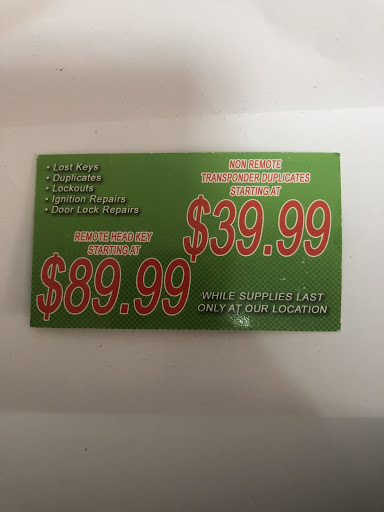 • Lost Keys
• Duplicates
• Lockouts
• Ignition Repairs
• Door Lock Repairs
NON REMOTE
TRANSPONDER DUPLICATES
STARTING AT
$39.99
REMOTE HEAD KEY
STARTING AT
$89.99
WHILE SUPPLIES LAST
ONLY AT OUR LOCATION